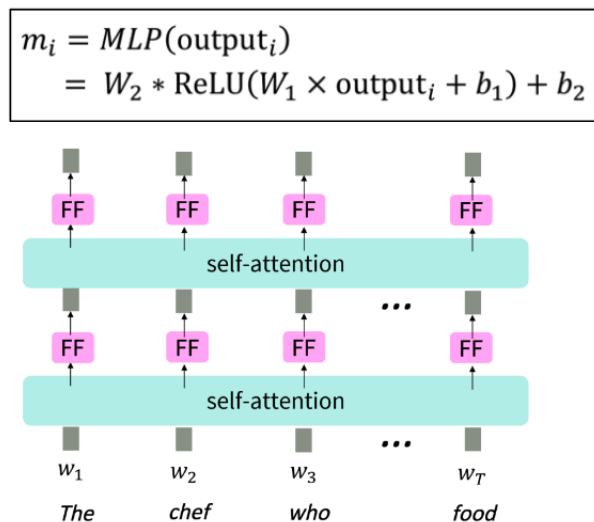 m_i = MLP(output_i)
= W_2 * ReLU(W_1 × output_i + b_1) + b_2
FF FF FF FF
self-attention
...
FF FF FF FF
self-attention
...
w_1 w_2 w_3 w_T
The chef who food